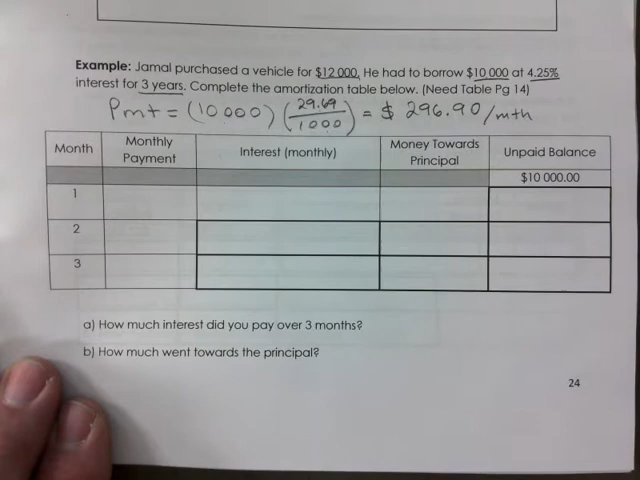 Example: Jamal purchased a vehicle for $12 000. He had to borrow $10 000 at 4.25%
interest for 3 years. Complete the amortization table below. (Need Table Pg 14)
Pmt = (10 000) (29.69/1000) = $ 296.90/mth
Month Monthly Payment Interest (monthly) Money Towards Principal Unpaid Balance
$10 000.00
1
2
3
a) How much interest did you pay over 3 months?
b) How much went towards the principal?
24